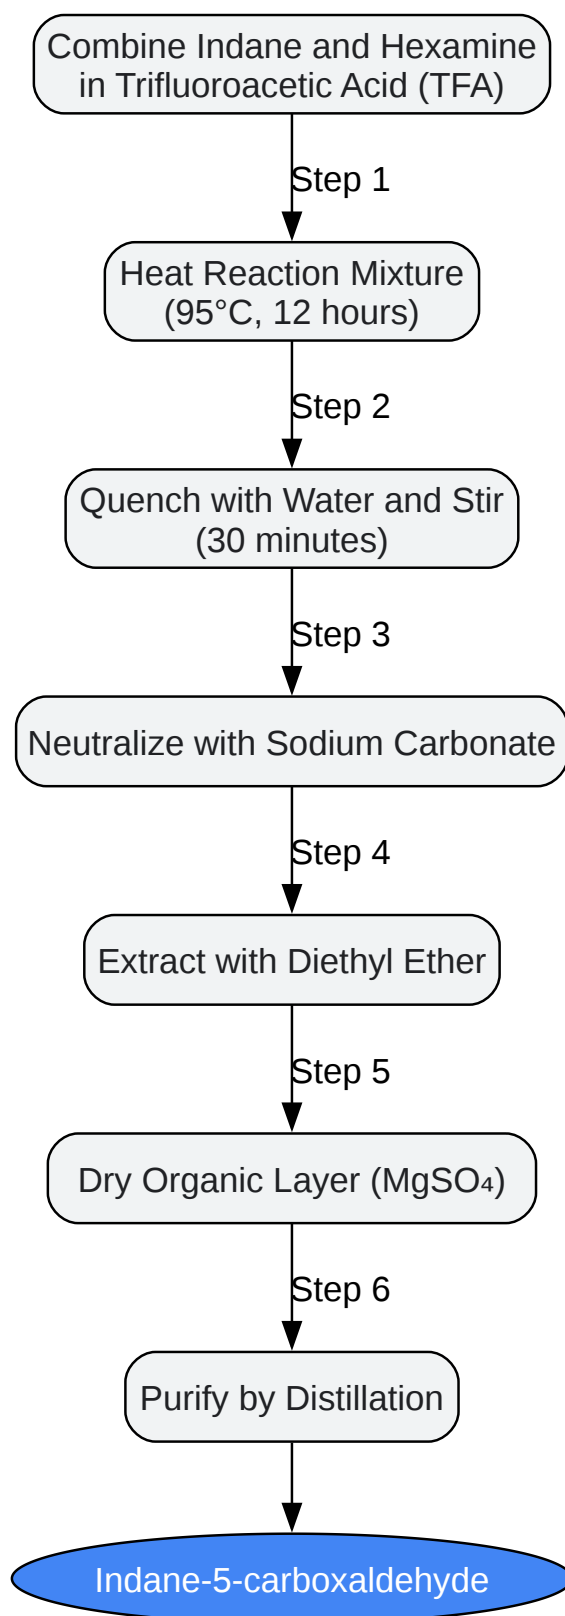 Combine Indane and Hexamine
in Trifluoroacetic Acid (TFA)
Step 1
Heat Reaction Mixture
(95°C, 12 hours)
Step 2
Quench with Water and Stir
(30 minutes)
Step 3
Neutralize with Sodium Carbonate
Step 4
Extract with Diethyl Ether
Step 5
Dry Organic Layer (MgSO₄)
Step 6
Purify by Distillation
Indane-5-carboxaldehyde